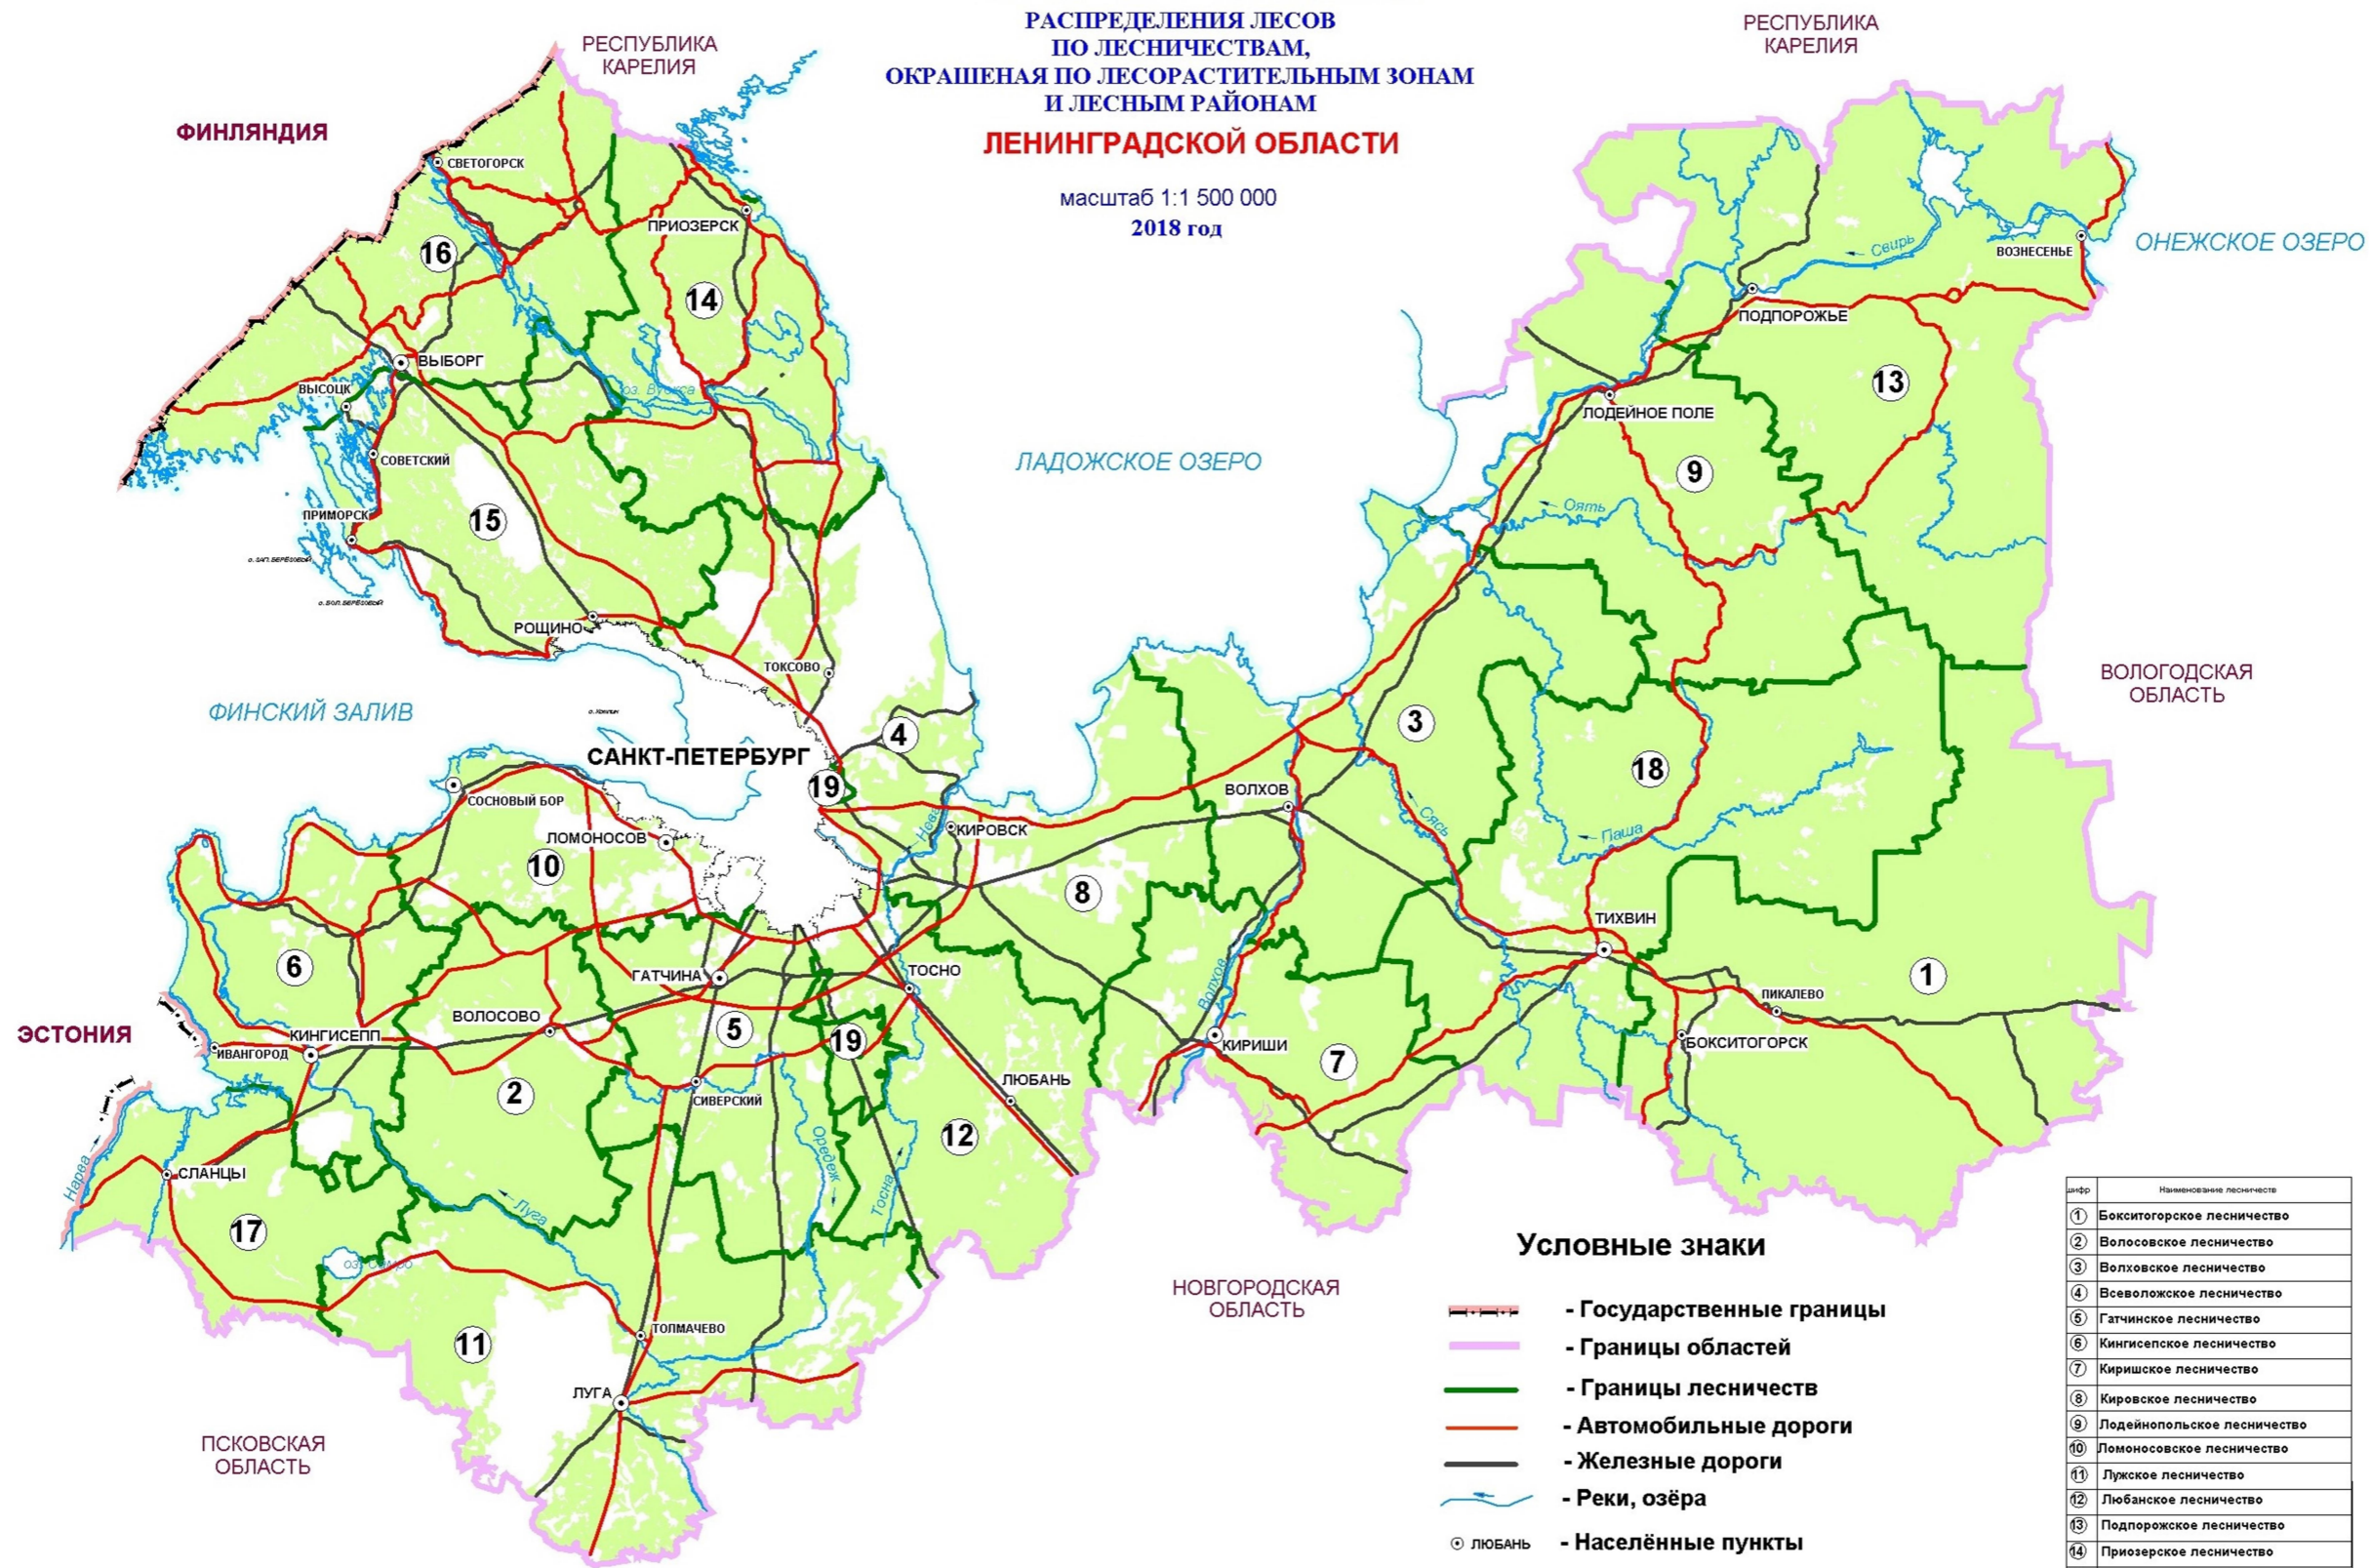 РАСПРЕДЕЛЕНИЯ ЛЕСОВ
ПО ЛЕСНИЧЕСТВАМ,
ОКРАШЕНАЯ ПО ЛЕСОРАСТИТЕЛЬНЫМ ЗОНАМ
И ЛЕСНЫМ РАЙОНАМ
ЛЕНИНГРАДСКОЙ ОБЛАСТИ
масштаб 1:1 500 000
2018 год
РЕСПУБЛИКА
КАРЕЛИЯ
РЕСПУБЛИКА
КАРЕЛИЯ
ФИНЛЯНДИЯ
СВЕТОГОРСК
ПРИОЗЕРСК
16
14
ВЫБОРГ
ВЫСОЦК
оз. Вуокса
СОВЕТСКИЙ
ПРИМОРСК
15
о. ЗАП. БЕРЁЗОВЫЙ
о. БОЛ. БЕРЁЗОВЫЙ
РОЩИНО
ТОКСОВО
ЛАДОЖСКОЕ ОЗЕРО
ОНЕЖСКОЕ ОЗЕРО
ВОЗНЕСЕНЬЕ
Свирь
ПОДПОРОЖЬЕ
13
ЛОДЕЙНОЕ ПОЛЕ
9
Оять
ВОЛОГОДСКАЯ
ОБЛАСТЬ
3
18
Паша
Сясь
ВОЛХОВ
ФИНСКИЙ ЗАЛИВ
САНКТ-ПЕТЕРБУРГ
4
19
СОСНОВЫЙ БОР
ЛОМОНОСОВ
10
Нева
КИРОВСК
8
ТИХВИН
1
ПИКАЛЕВО
БОКСИТОГОРСК
6
ГАТЧИНА
ТОСНО
Волхов
КИРИШИ
7
ЭСТОНИЯ
ИВАНГОРОД
КИНГИСЕПП
ВОЛОСОВО
5
19
2
СИВЕРСКИЙ
ЛЮБАНЬ
12
Оредеж
Тосна
Нарва
СЛАНЦЫ
Луга
17
оз. Самро
11
ТОЛМАЧЕВО
ЛУГА
ПСКОВСКАЯ
ОБЛАСТЬ
НОВГОРОДСКАЯ
ОБЛАСТЬ
Условные знаки
- Государственные границы
- Границы областей
- Границы лесничеств
- Автомобильные дороги
- Железные дороги
- Реки, озёра
ЛЮБАНЬ - Населённые пункты
шифр Наименование лесничеств
1 Бокситогорское лесничество
2 Волосовское лесничество
3 Волховское лесничество
4 Всеволожское лесничество
5 Гатчинское лесничество
6 Кингисепское лесничество
7 Киришское лесничество
8 Кировское лесничество
9 Лодейнопольское лесничество
10 Ломоносовское лесничество
11 Лужское лесничество
12 Любанское лесничество
13 Подпорожское лесничество
14 Приозерское лесничество